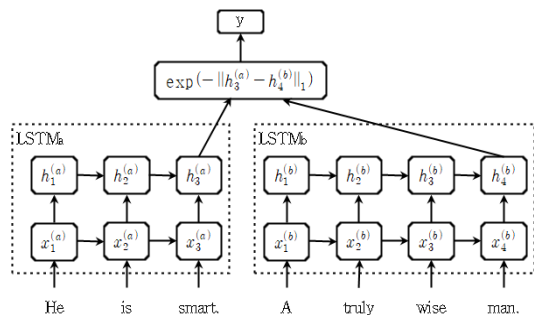 y
exp(−||h₃⁽ᵃ⁾−h₄⁽ᵇ⁾||₁)
LSTMₐ LSTM_b
h₁⁽ᵃ⁾ h₂⁽ᵃ⁾ h₃⁽ᵃ⁾ h₁⁽ᵇ⁾ h₂⁽ᵇ⁾ h₃⁽ᵇ⁾ h₄⁽ᵇ⁾
x₁⁽ᵃ⁾ x₂⁽ᵃ⁾ x₃⁽ᵃ⁾ x₁⁽ᵇ⁾ x₂⁽ᵇ⁾ x₃⁽ᵇ⁾ x₄⁽ᵇ⁾
He is smart. A truly wise man.